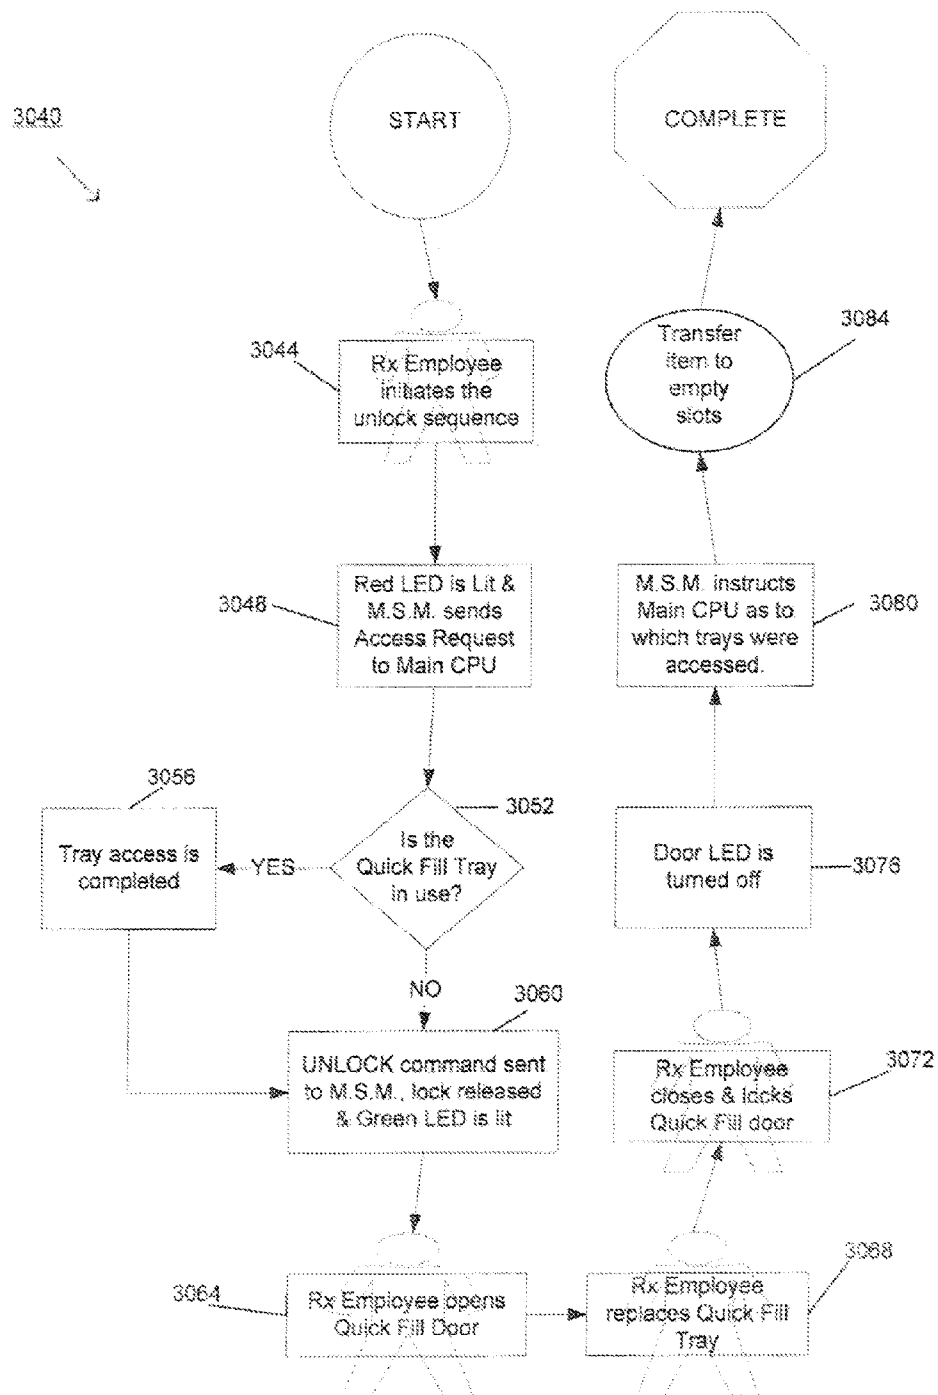 3040
START
3044
Rx Employee
initiates the
unlock sequence
3048
Red LED is Lit &
M.S.M. sends
Access Request
to Main CPU
3052
Is the
Quick Fill Tray
in use?
YES
3056
Tray access is
completed
NO
3060
UNLOCK command sent
to M.S.M., lock released
& Green LED is lit
3064
Rx Employee opens
Quick Fill Door
3068
Rx Employee
replaces Quick Fill
Tray
3072
Rx Employee
closes & locks
Quick Fill door
3076
Door LED is
turned off
3080
M.S.M. instructs
Main CPU as to
which trays were
accessed.
3084
Transfer
item to
empty
slots
COMPLETE